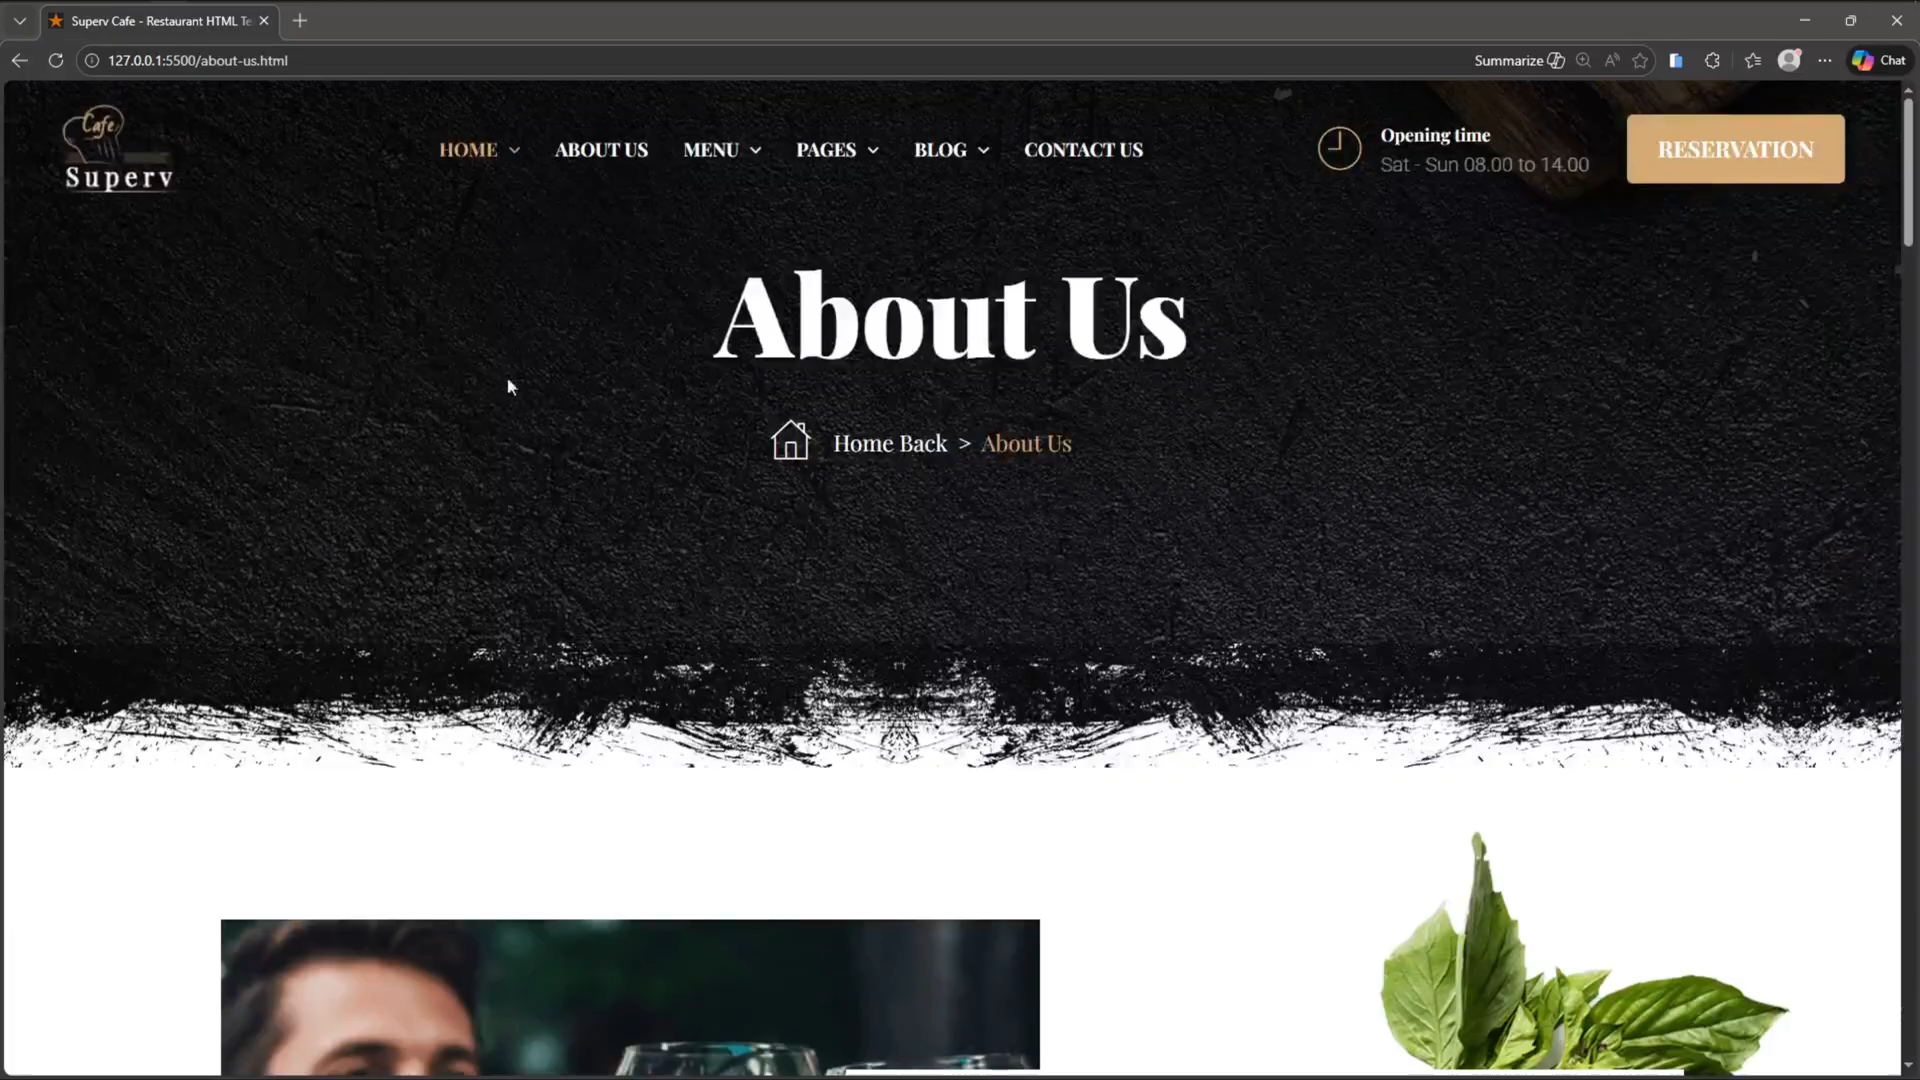 Superv Cafe - Restaurant HTML Te
127.0.0.1:5500/about-us.html
Summarize
Chat
Cafe
Superv
HOME
ABOUT US
MENU
PAGES
BLOG
CONTACT US
Opening time
Sat - Sun 08.00 to 14.00
RESERVATION
About Us
Home Back > About Us